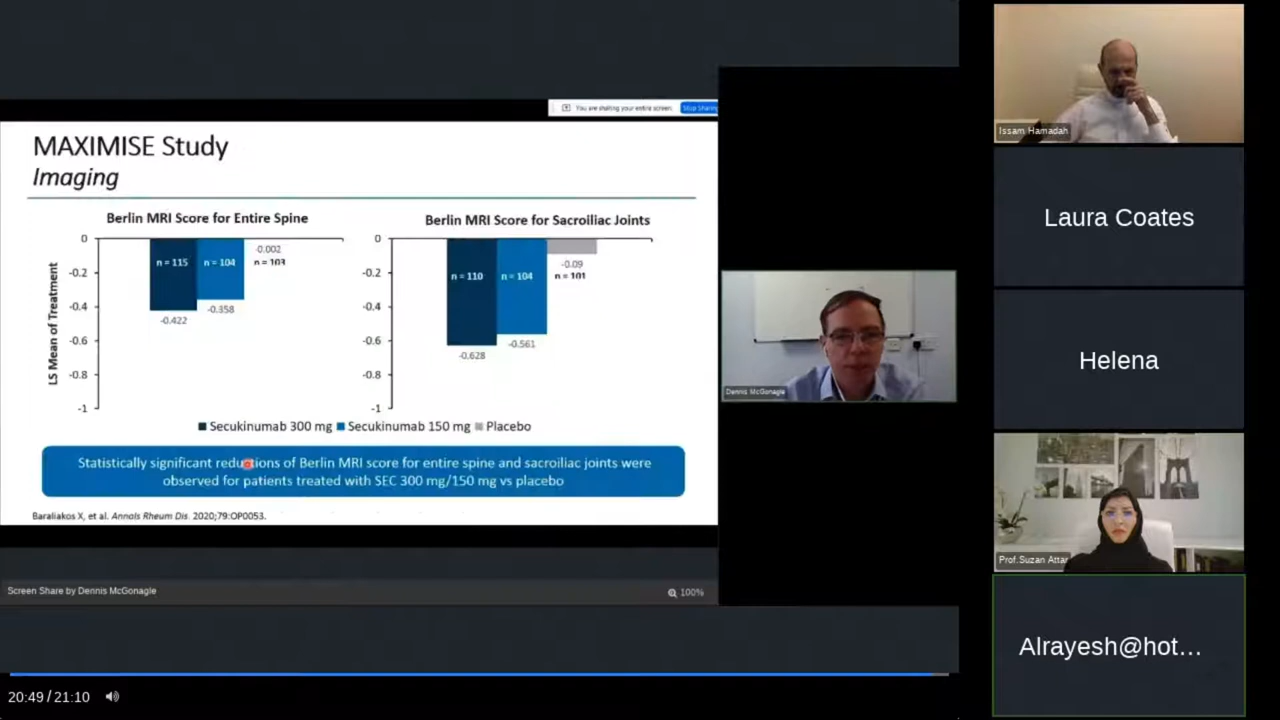 You are sharing your entire screen.
Stop Sharing
MAXIMISE Study
Imaging
Berlin MRI Score for Entire Spine
LS Mean of Treatment
0
-0.2
-0.4
-0.6
-0.8
-1
n = 115
n = 104
-0.002
n = 103
-0.422
-0.358
Berlin MRI Score for Sacroiliac Joints
0
-0.2
-0.4
-0.6
-0.8
-1
n = 110
n = 104
-0.09
n = 101
-0.628
-0.561
Secukinumab 300 mg Secukinumab 150 mg Placebo
Statistically significant reductions of Berlin MRI score for entire spine and sacroiliac joints were
observed for patients treated with SEC 300 mg/150 mg vs placebo
Baraliakos X, et al. Annals Rheum Dis. 2020;79:OP0053.
Screen Share by Dennis McGonagle
100%
Dennis McGonagle
Issam Hamadah
Laura Coates
Helena
Prof.Suzan Attar
Alrayesh@hot...
20:49 / 21:10